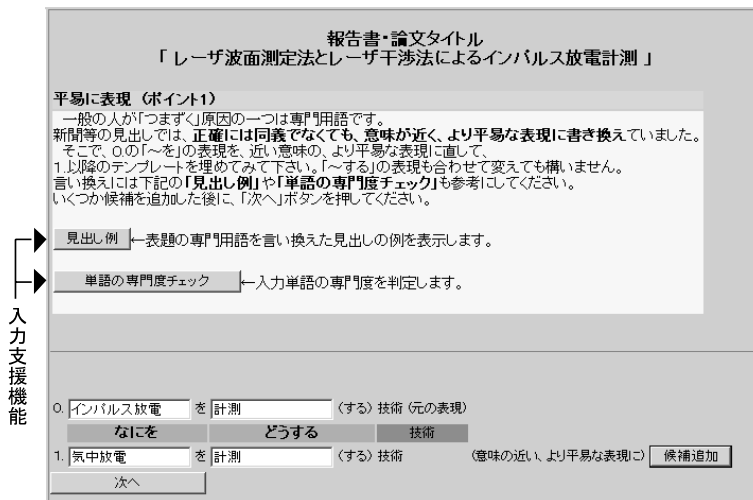 報告書・論文タイトル
「 レーザ波面測定法とレーザ干渉法によるインパルス放電計測 」
平易に表現（ポイント1）
一般の人が「つまずく」原因の一つは専門用語です。
新聞等の見出しでは、正確には同義でなくても、意味が近く、より平易な表現に書き換えていました。
そこで、0.の「～を」の表現を、近い意味の、より平易な表現に直して、
1.以降のテンプレートを埋めてみて下さい。「～する」の表現も合わせて変えても構いません。
言い換えには下記の「見出し例」や「単語の専門度チェック」も参考にしてください。
いくつか候補を追加した後に、「次へ」ボタンを押してください。
見出し例 ←表題の専門用語を言い換えた見出しの例を表示します。
単語の専門度チェック ←入力単語の専門度を判定します。
入力支援機能
0. インパルス放電 を 計測 （する）技術（元の表現）
なにを どうする 技術
1. 気中放電 を 計測 （する）技術 （意味の近い、より平易な表現に） 候補追加
次へ